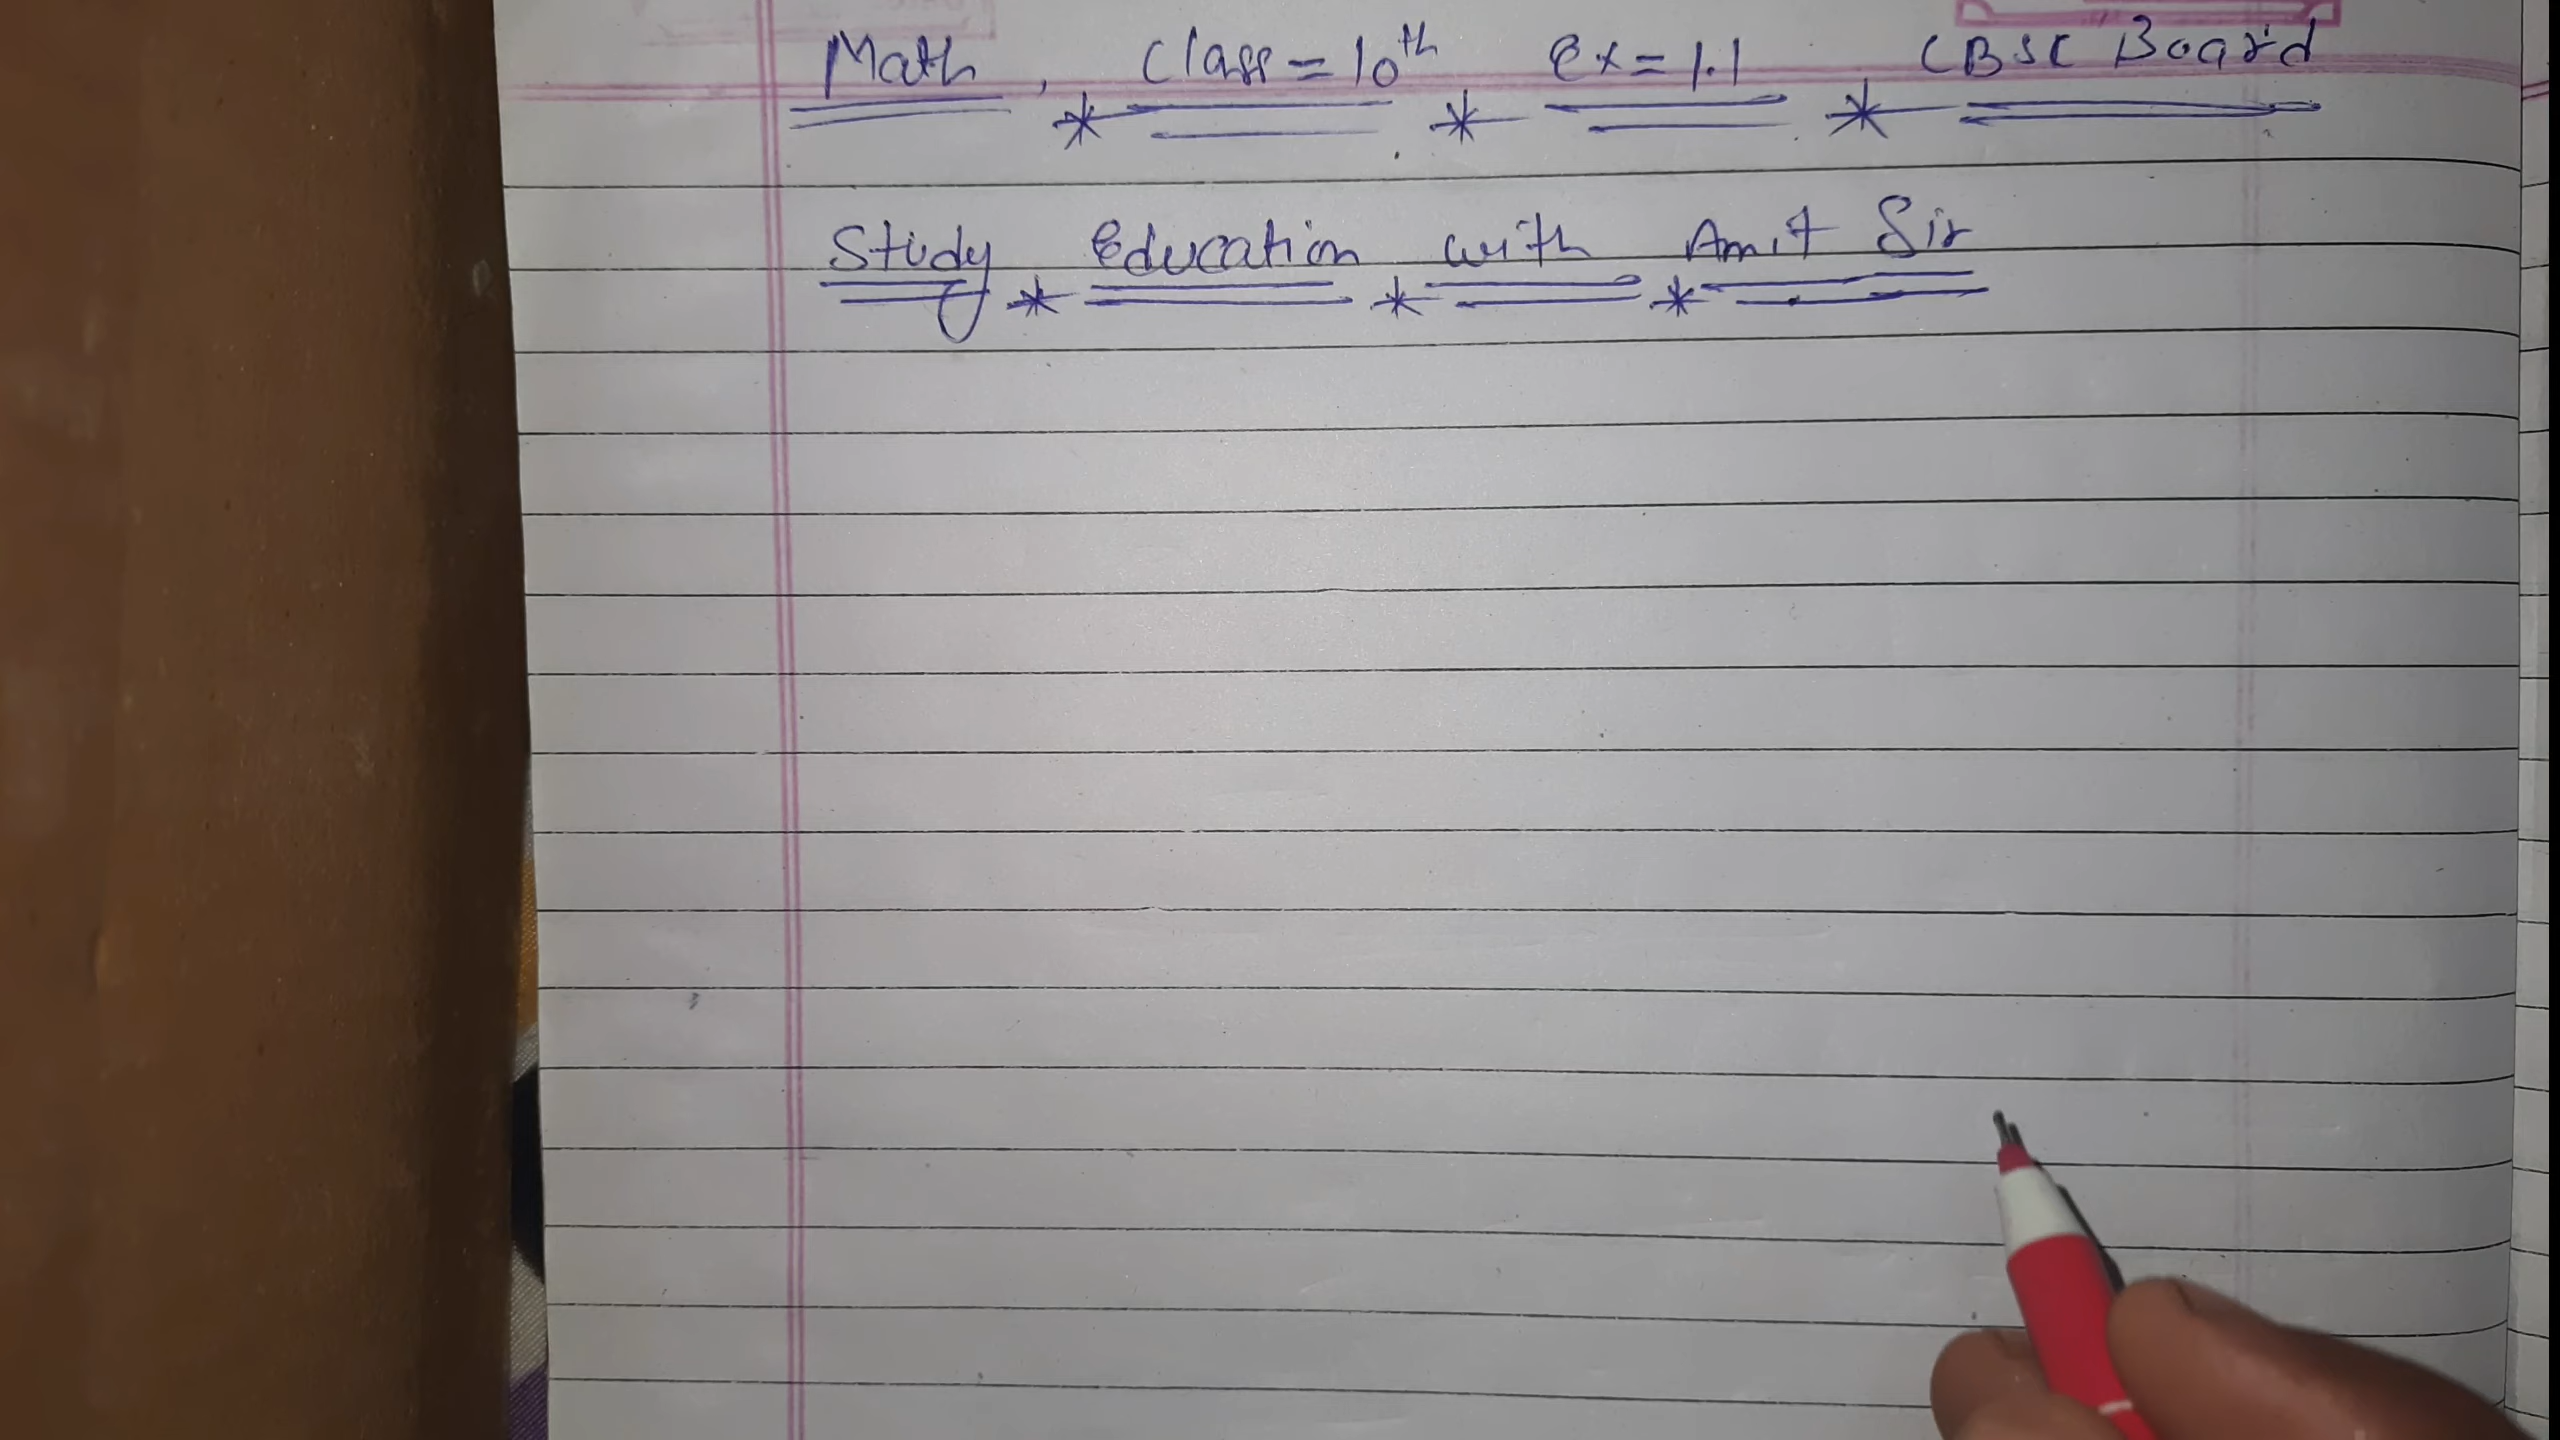 Math, Class = 10th ex = 1.1 CBSC Board
Study Education with Amit Sir